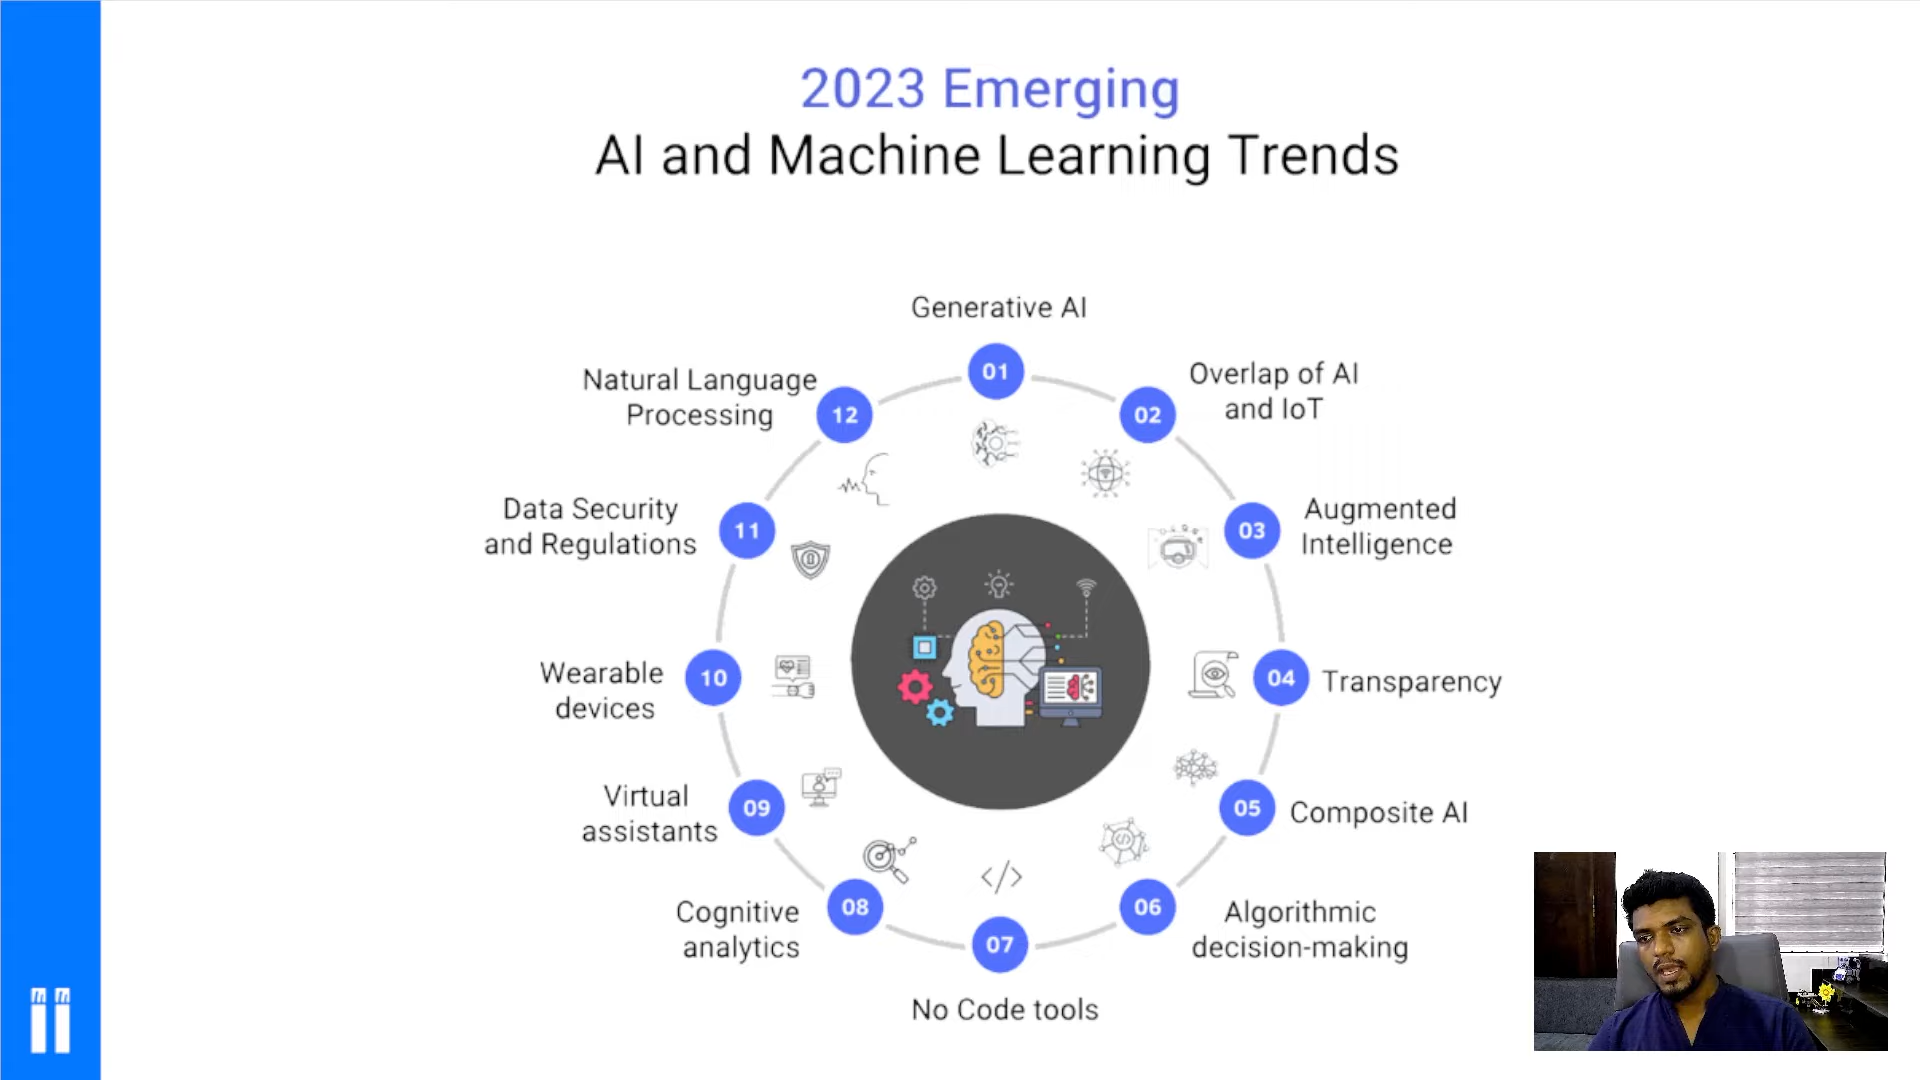 2023 Emerging
AI and Machine Learning Trends
Generative AI
01
Overlap of AI
and IoT
02
Augmented
Intelligence
03
Transparency
04
Composite AI
05
Algorithmic
decision-making
06
No Code tools
07
Cognitive
analytics
08
Virtual
assistants
09
Wearable
devices
10
Data Security
and Regulations
11
Natural Language
Processing
12